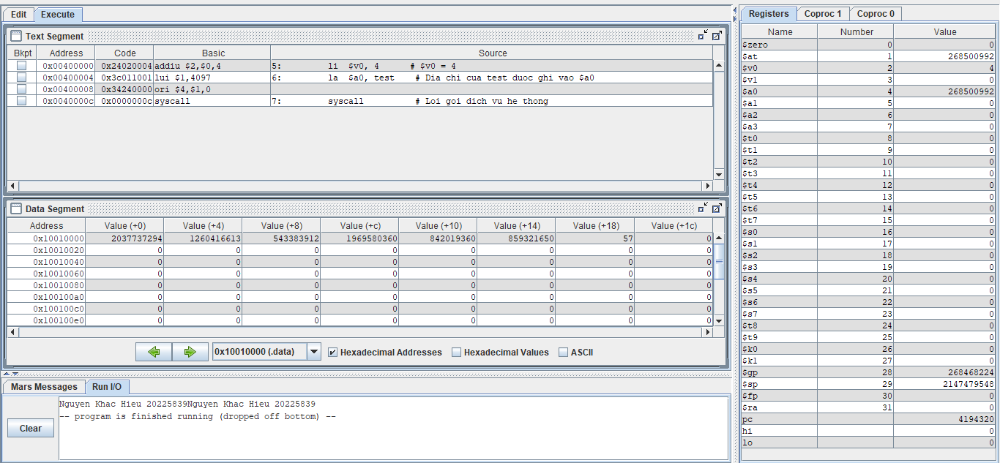 Edit Execute
Text Segment
Bkpt Address Code Basic Source
0x00400000 0x24020004 addiu $2,$0,4 5: li $v0, 4 # $v0 = 4
0x00400004 0x3c011001 lui $1,4097 6: la $a0, test # Dia chi cua test duoc ghi vao $a0
0x00400008 0x34240000 ori $4,$1,0
0x0040000c 0x0000000c syscall 7: syscall # Loi goi dich vu he thong
Data Segment
Address Value (+0) Value (+4) Value (+8) Value (+c) Value (+10) Value (+14) Value (+18) Value (+1c)
0x10010000 2037737294 1260416613 543383912 1969580360 842019360 859321650 57 0
0x10010020 0 0 0 0 0 0 0 0
0x10010040 0 0 0 0 0 0 0 0
0x10010060 0 0 0 0 0 0 0 0
0x10010080 0 0 0 0 0 0 0 0
0x100100a0 0 0 0 0 0 0 0 0
0x100100c0 0 0 0 0 0 0 0 0
0x100100e0 0 0 0 0 0 0 0 0
0x10010000 (.data) Hexadecimal Addresses Hexadecimal Values ASCII
Mars Messages Run I/O
Nguyen Khac Hieu 20225839Nguyen Khac Hieu 20225839
-- program is finished running (dropped off bottom) --
Clear
Registers Coproc 1 Coproc 0
Name Number Value
$zero 0 0
$at 1 268500992
$v0 2 4
$v1 3 0
$a0 4 268500992
$a1 5 0
$a2 6 0
$a3 7 0
$t0 8 0
$t1 9 0
$t2 10 0
$t3 11 0
$t4 12 0
$t5 13 0
$t6 14 0
$t7 15 0
$s0 16 0
$s1 17 0
$s2 18 0
$s3 19 0
$s4 20 0
$s5 21 0
$s6 22 0
$s7 23 0
$t8 24 0
$t9 25 0
$k0 26 0
$k1 27 0
$gp 28 268468224
$sp 29 2147479548
$fp 30 0
$ra 31 0
pc 4194320
hi 0
lo 0